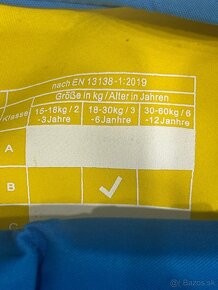 nach EN 13138-1:2019
Größe in kg / Alter in Jahren
Klasse
15-18kg / 2
-3Jahre
18-30kg / 3
-6Janhre
30-60kg / 6
-12Janhre
A
B ✓
C
bazos.sk